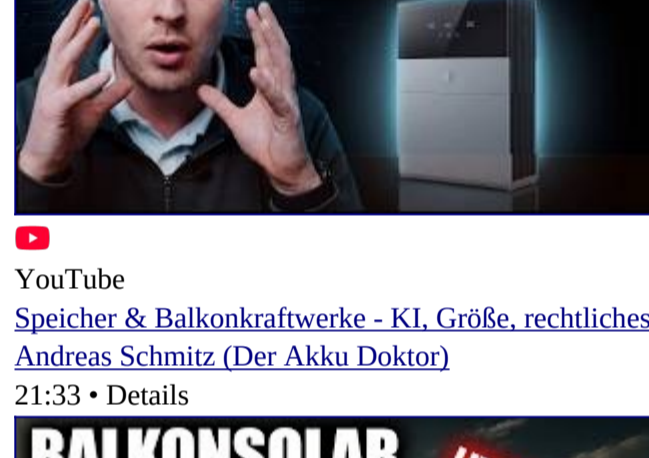 YouTube
Speicher & Balkonkraftwerke - KI, Größe, rechtliches
Andreas Schmitz (Der Akku Doktor)
21:33 • Details
BALKONSOLAR